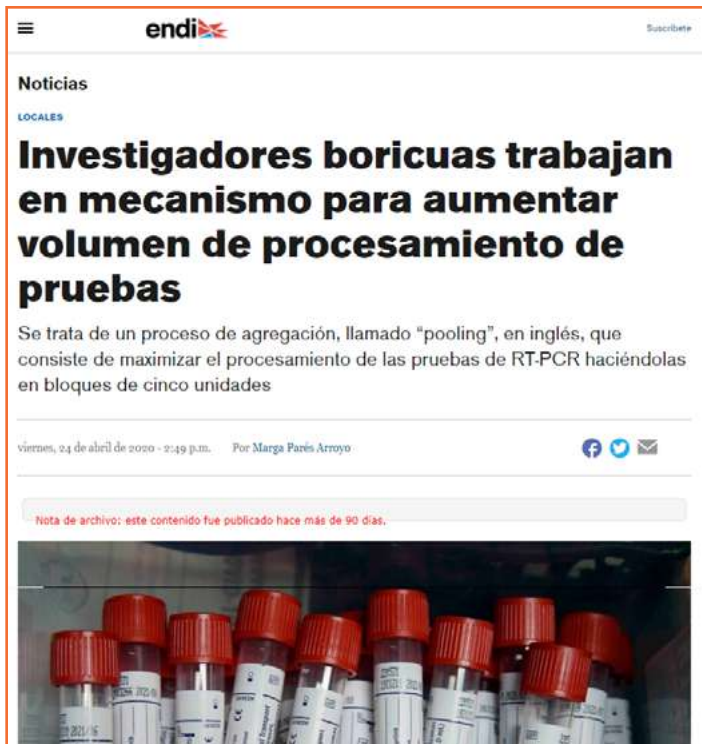 endi
Suscríbete
Noticias
LOCALES
Investigadores boricuas trabajan
en mecanismo para aumentar
volumen de procesamiento de
pruebas
Se trata de un proceso de agregación, llamado “pooling”, en inglés, que
consiste de maximizar el procesamiento de las pruebas de RT-PCR haciéndolas
en bloques de cinco unidades
viernes, 24 de abril de 2020 - 2:49 p.m. Por Marga Parés Arroyo
Nota de archivo: este contenido fue publicado hace más de 90 días.